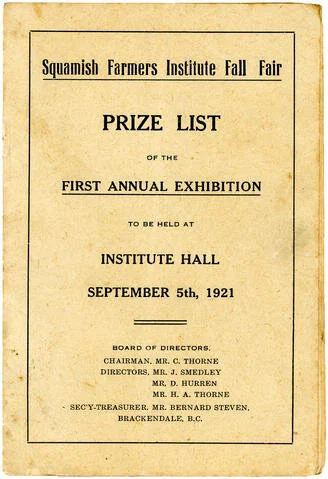 Squamish Farmers Institute Fall Fair
PRIZE LIST
OF THE
FIRST ANNUAL EXHIBITION
TO BE HELD AT
INSTITUTE HALL
SEPTEMBER 5th, 1921
BOARD OF DIRECTORS,
CHAIRMAN, MR. C. THORNE
DIRECTORS, MR. J. SMEDLEY
MR, D. HURREN
MR. H. A. THORNE
SEC'Y-TREASURER, MR. BERNARD STEVEN,
BRACKENDALE, B.C.